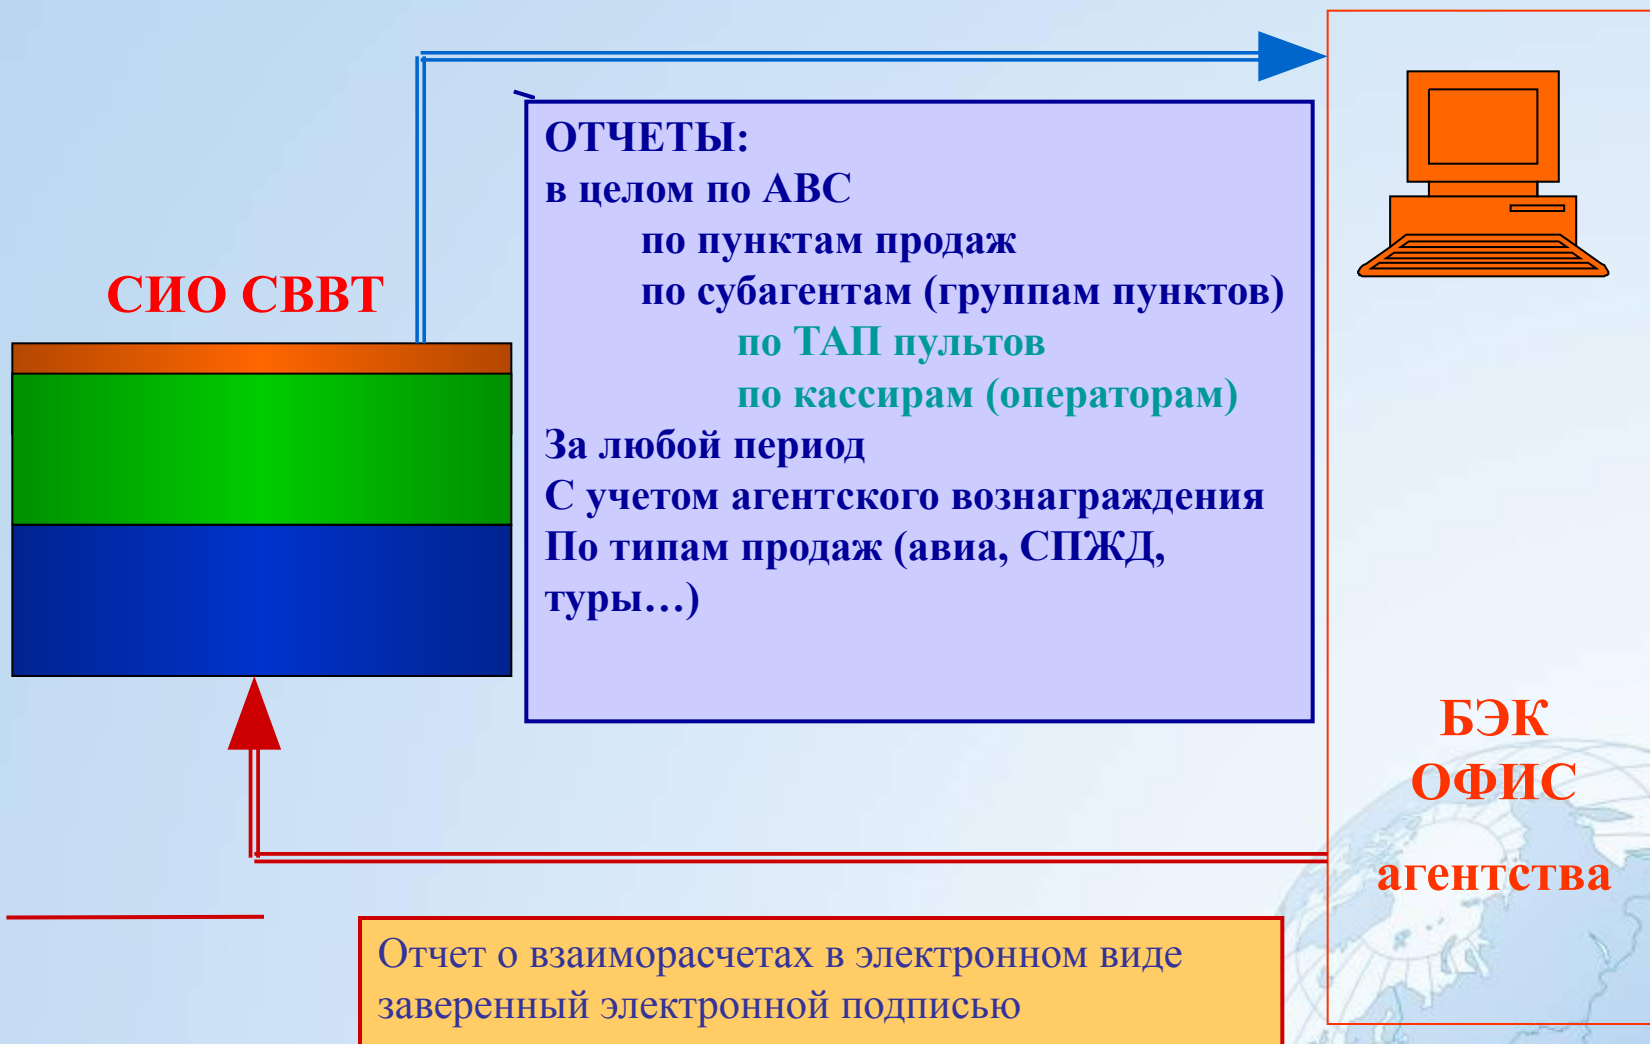 ОТЧЕТЫ:
в целом по АВС
по пунктам продаж
по субагентам (группам пунктов)
по ТАП пультов
по кассирам (операторам)
За любой период
С учетом агентского вознаграждения
По типам продаж (авиа, СПЖД,
туры…)
СИО СВВТ
БЭК
ОФИС
агентства
Отчет о взаиморасчетах в электронном виде
заверенный электронной подписью